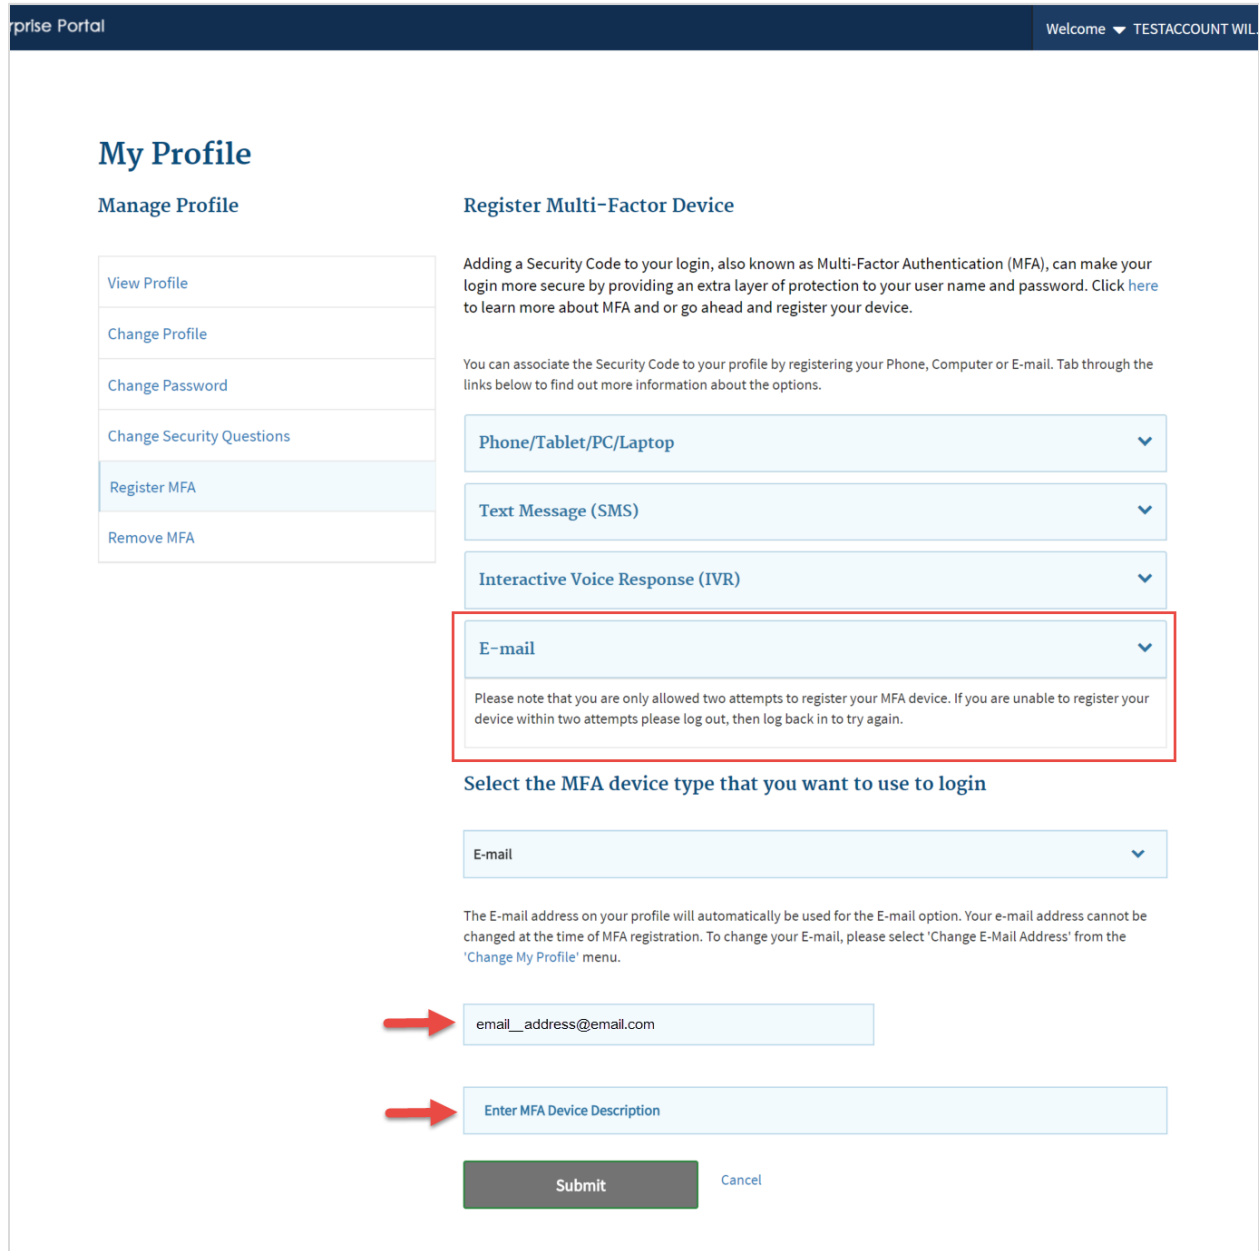 rprise Portal
Welcome TESTACCOUNT WIL.
My Profile
Manage Profile
View Profile
Change Profile
Change Password
Change Security Questions
Register MFA
Remove MFA
Register Multi-Factor Device
Adding a Security Code to your login, also known as Multi-Factor Authentication (MFA), can make your
login more secure by providing an extra layer of protection to your user name and password. Click here
to learn more about MFA and or go ahead and register your device.
You can associate the Security Code to your profile by registering your Phone, Computer or E-mail. Tab through the
links below to find out more information about the options.
Phone/Tablet/PC/Laptop
Text Message (SMS)
Interactive Voice Response (IVR)
E-mail
Please note that you are only allowed two attempts to register your MFA device. If you are unable to register your
device within two attempts please log out, then log back in to try again.
Select the MFA device type that you want to use to login
E-mail
The E-mail address on your profile will automatically be used for the E-mail option. Your e-mail address cannot be
changed at the time of MFA registration. To change your E-mail, please select 'Change E-Mail Address' from the
'Change My Profile' menu.
email__address@email.com
Enter MFA Device Description
Submit
Cancel